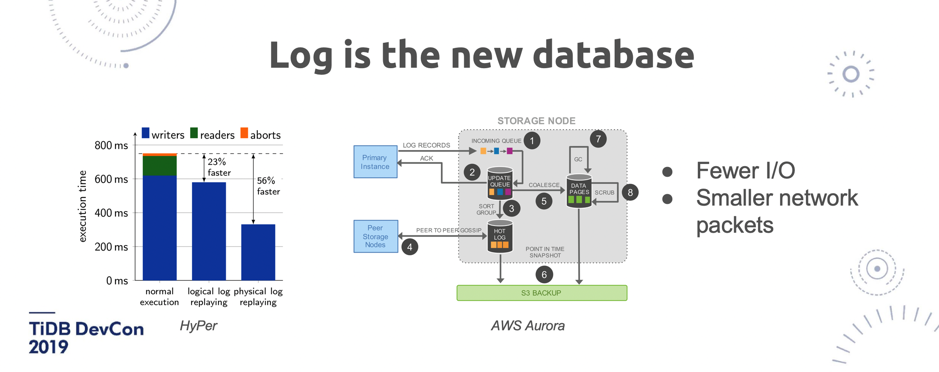 Log is the new database
writers readers aborts
execution time
800 ms
600 ms
400 ms
200 ms
0 ms
23%
faster
56%
faster
normal
execution
logical log
replaying
physical log
replaying
HyPer
STORAGE NODE
Primary
Instance
LOG RECORDS
ACK
INCOMING QUEUE
1
2
UPDATE
QUEUE
SORT
GROUP
3
Peer
Storage
Nodes
4
PEER TO PEER GOSSIP
HOT
LOG
COALESCE
5
DATA
PAGES
GC
7
SCRUB
8
POINT IN TIME
SNAPSHOT
6
S3 BACKUP
AWS Aurora
● Fewer I/O
● Smaller network
packets
TiDB DevCon
2019